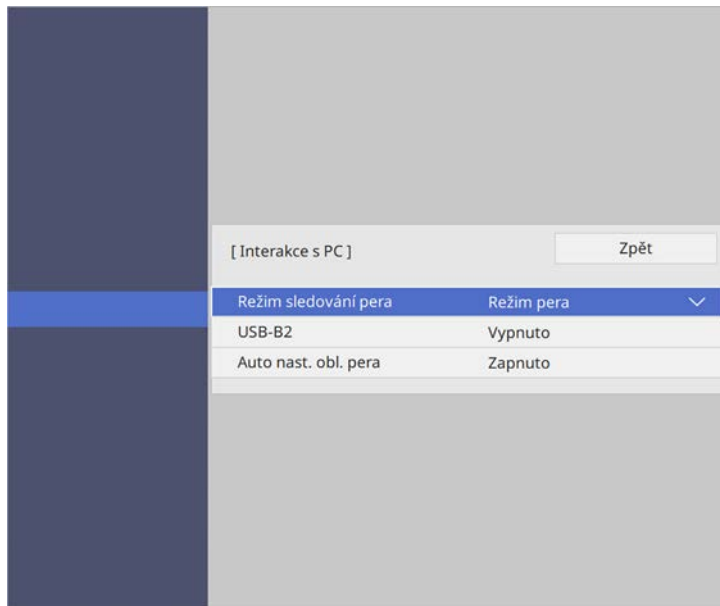 [ Interakce s PC ] Zpět
Režim sledování pera Režim pera
USB-B2 Vypnuto
Auto nast. obl. pera Zapnuto